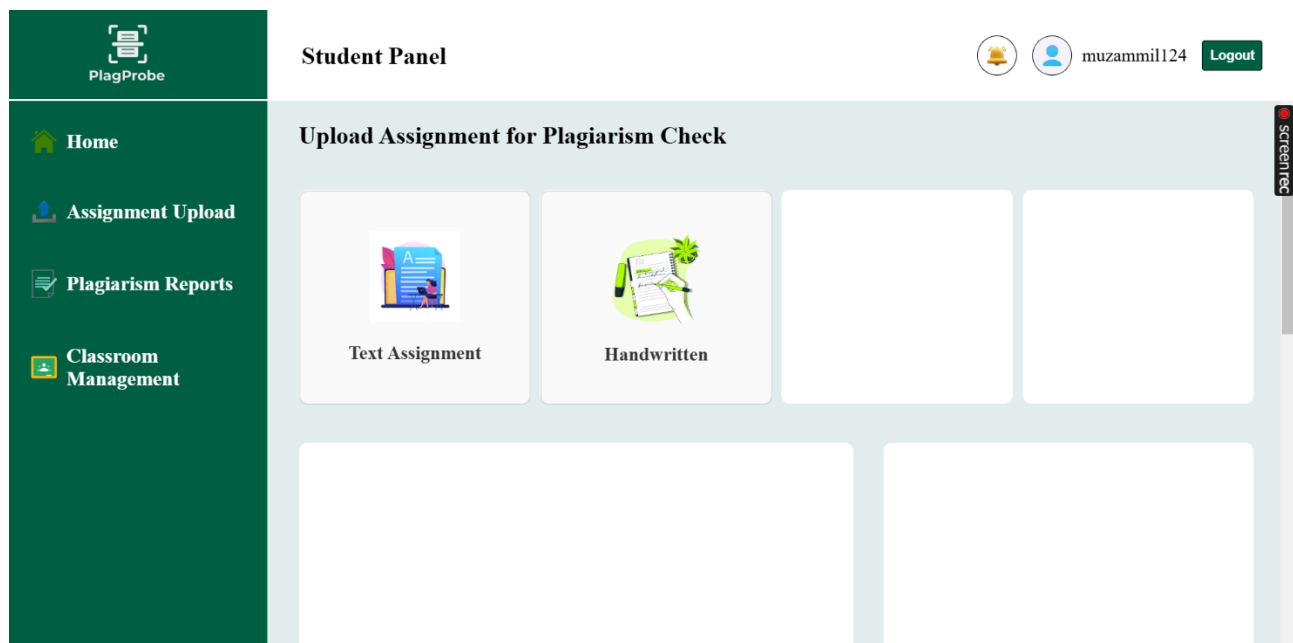 PlagProbe
Student Panel
muzammil124
Logout
Home
Assignment Upload
Plagiarism Reports
Classroom
Management
Upload Assignment for Plagiarism Check
A
Text Assignment
Handwritten
screenrec